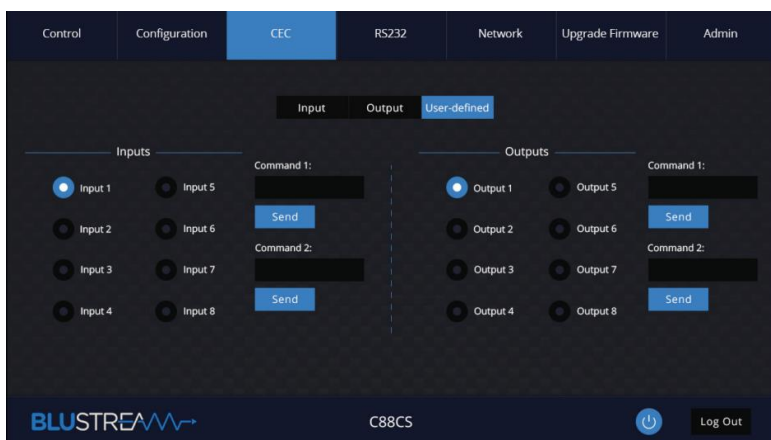 Control Configuration CEC RS232 Network Upgrade Firmware Admin
Input Output User-defined
Inputs
Input 1 Input 5
Input 2 Input 6
Input 3 Input 7
Input 4 Input 8
Command 1:
Send
Command 2:
Send
Outputs
Output 1 Output 5
Output 2 Output 6
Output 3 Output 7
Output 4 Output 8
Command 1:
Send
Command 2:
Send
BLUSTREAM C88CS Log Out